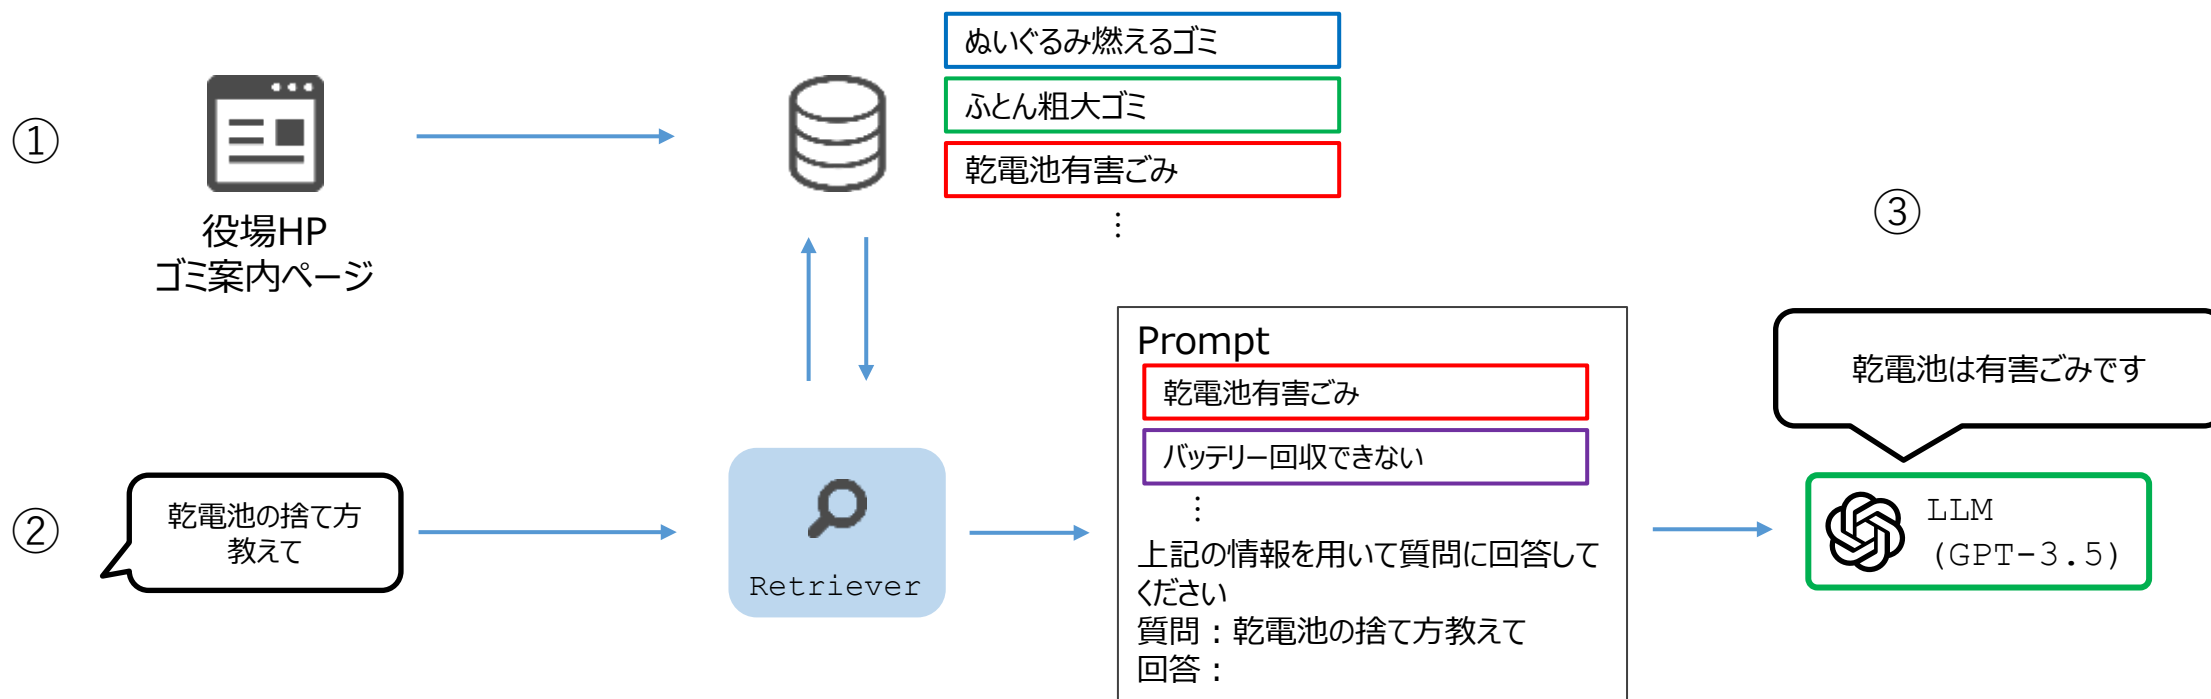 ①
役場HP
ゴミ案内ページ
ぬいぐるみ燃えるゴミ
ふとん粗大ゴミ
乾電池有害ごみ
⋮
②
乾電池の捨て方
教えて
Retriever
Prompt
乾電池有害ごみ
バッテリー回収できない
⋮
上記の情報を用いて質問に回答して
ください
質問：乾電池の捨て方教えて
回答：
③
乾電池は有害ごみです
LLM
(GPT-3.5)